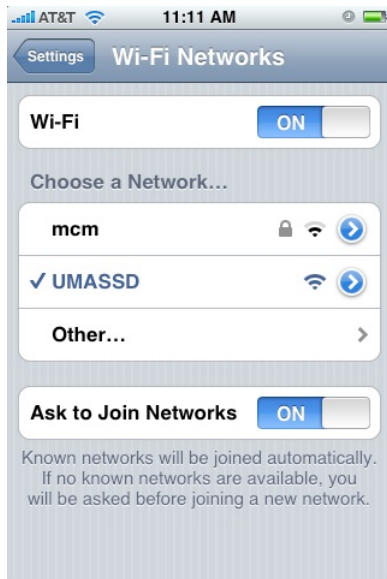 AT&T 11:11 AM
Settings Wi-Fi Networks
Wi-Fi ON
Choose a Network...
mcm
✓ UMASSD
Other...
Ask to Join Networks ON
Known networks will be joined automatically.
If no known networks are available, you
will be asked before joining a new network.